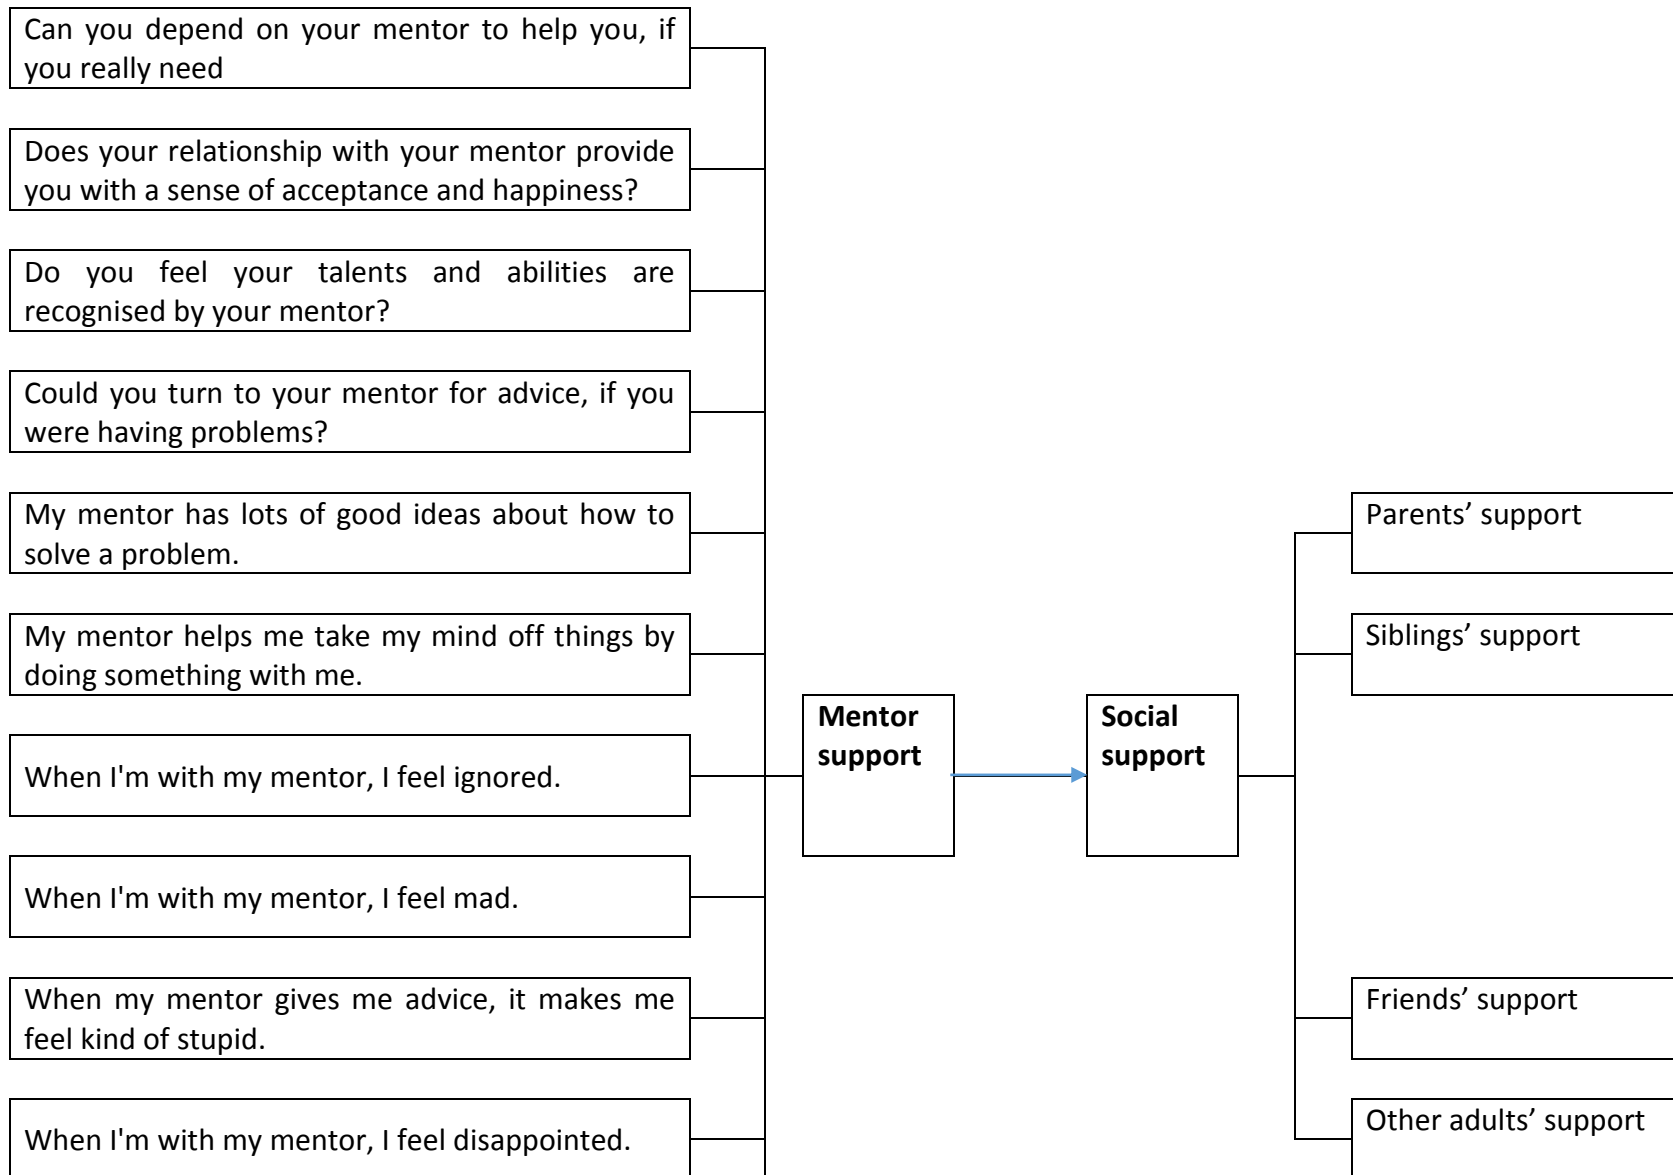 Can you depend on your mentor to help you, if
you really need
Does your relationship with your mentor provide
you with a sense of acceptance and happiness?
Do you feel your talents and abilities are
recognised by your mentor?
Could you turn to your mentor for advice, if you
were having problems?
My mentor has lots of good ideas about how to
solve a problem.
My mentor helps me take my mind off things by
doing something with me.
When I'm with my mentor, I feel ignored.
When I'm with my mentor, I feel mad.
When my mentor gives me advice, it makes me
feel kind of stupid.
When I'm with my mentor, I feel disappointed.
Mentor
support
Social
support
Parents’ support
Siblings’ support
Friends’ support
Other adults’ support